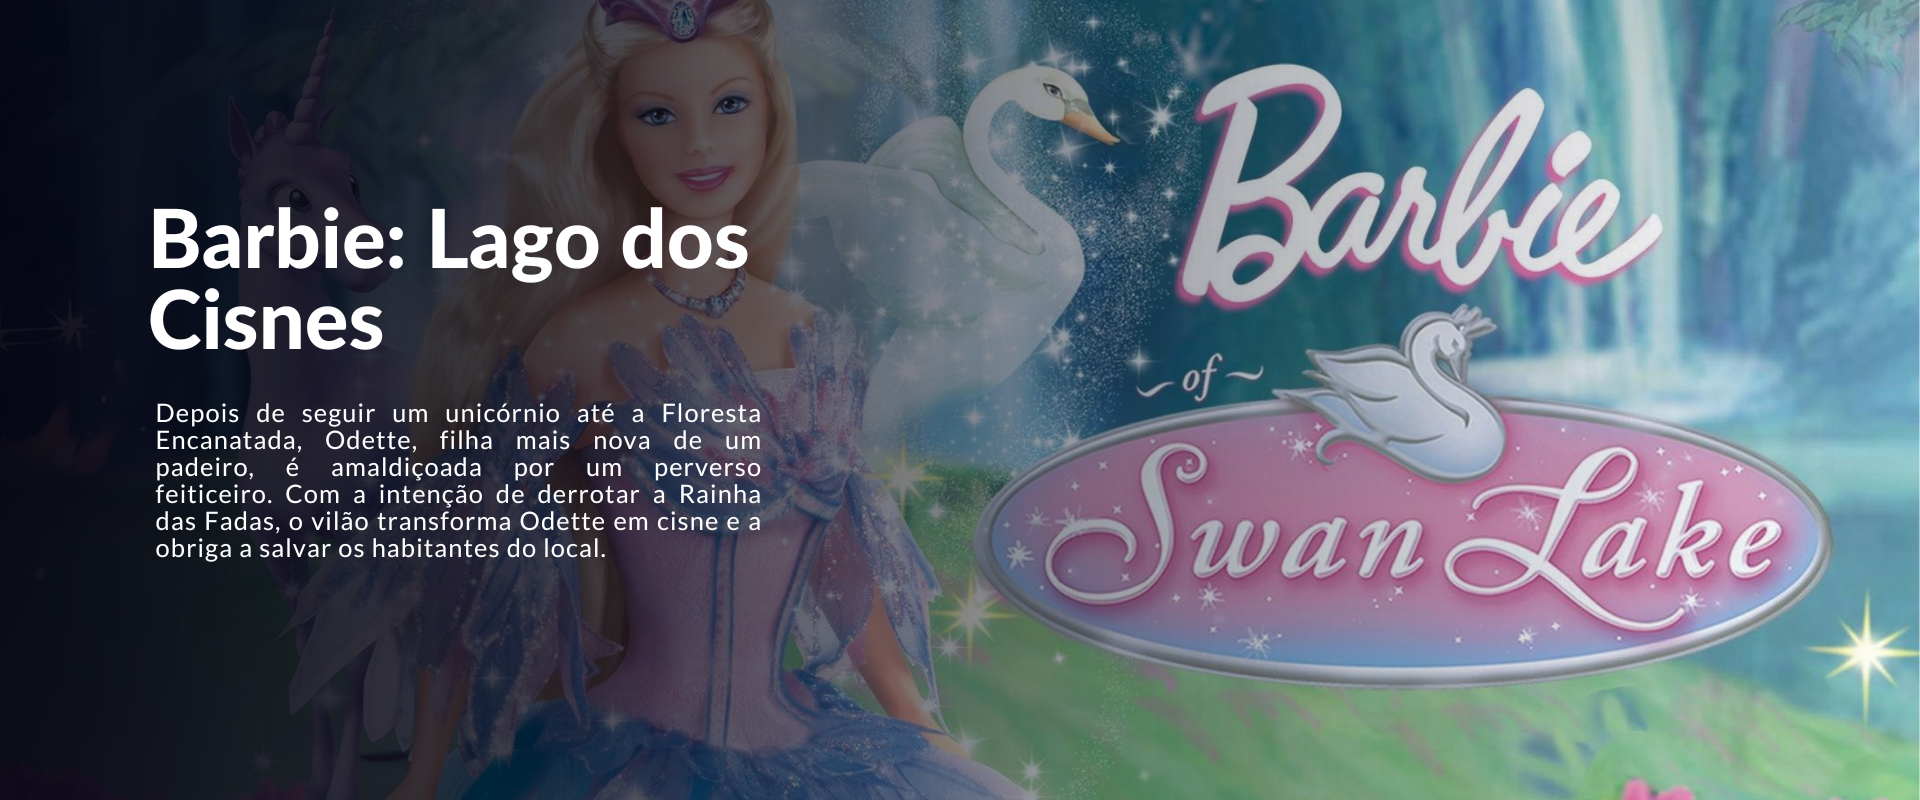 Barbie: Lago dos
Cisnes
Depois de seguir um unicórnio até a Floresta
Encanatada, Odette, filha mais nova de um
padeiro, é amaldiçoada por um perverso
feiticeiro. Com a intenção de derrotar a Rainha
das Fadas, o vilão transforma Odette em cisne e a
obriga a salvar os habitantes do local.
Barbie
of
Swan Lake